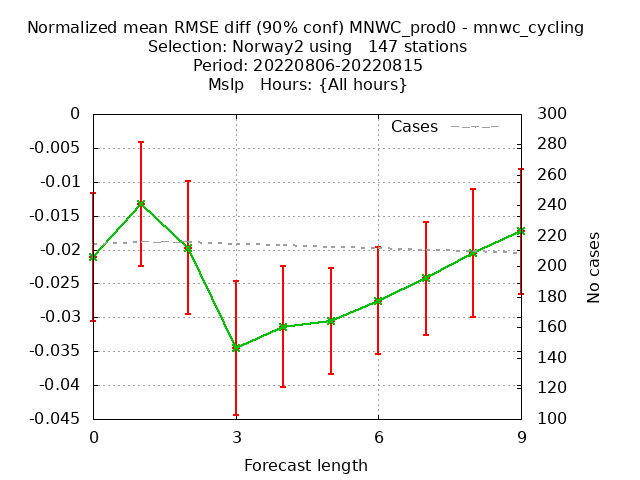 Normalized mean RMSE diff (90% conf) MNWC_prod0 - mnwc_cycling
Selection: Norway2 using   147 stations
Period: 20220806-20220815
Mslp   Hours: {All hours}
Cases
0
-0.005
-0.01
-0.015
-0.02
-0.025
-0.03
-0.035
-0.04
-0.045
300
280
260
240
220
200
180
160
140
120
100
No cases
0 3 6 9
Forecast length